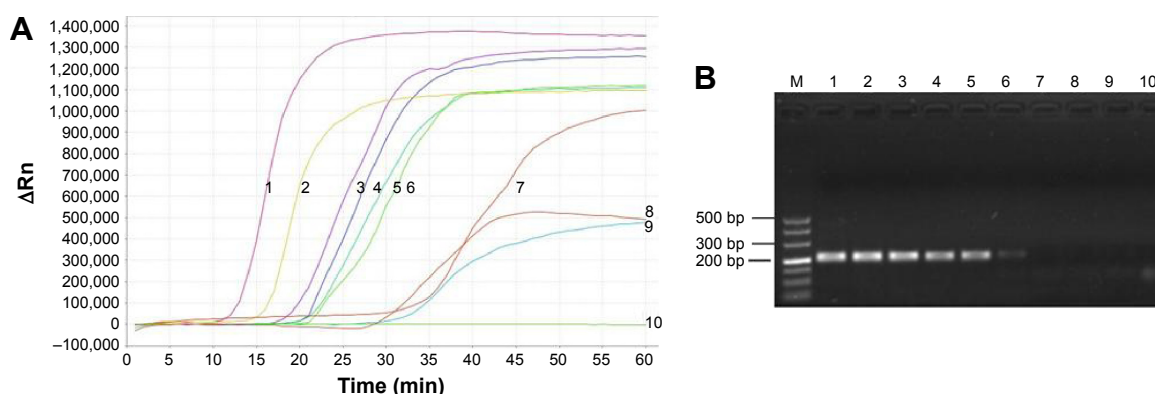 A
ΔRn
1,400,000
1,300,000
1,200,000
1,100,000
1,000,000
900,000
800,000
700,000
600,000
500,000
400,000
300,000
200,000
100,000
0
–100,000
1 2 3 4 5 6 7
8
9
10
0 5 10 15 20 25 30 35 40 45 50 55 60
Time (min)
B
M 1 2 3 4 5 6 7 8 9 10
500 bp
300 bp
200 bp